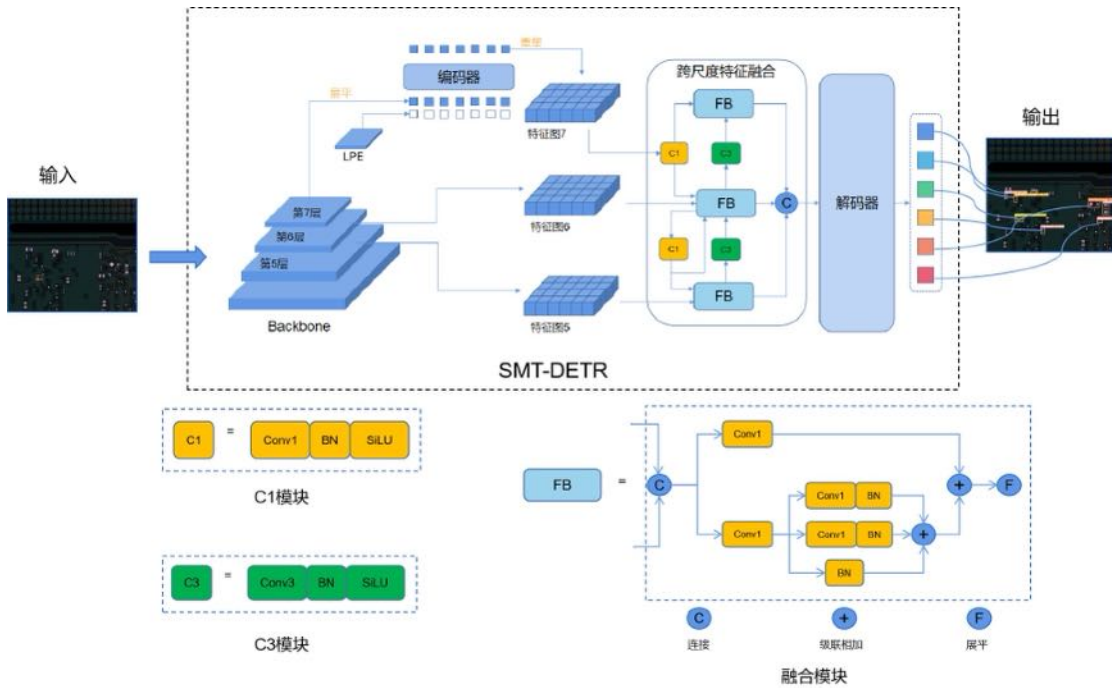 重塑
编码器
跨尺度特征融合
FB
展平
特征图7
输出
LPE
C1
C3
输入
第7层
FB
C
解码器
第6层
特征图6
第5层
C1
C3
FB
Backbone
特征图5
SMT-DETR
C1
=
Conv1
BN
SiLU
Conv1
C1模块
FB
=
C
+
F
Conv1
BN
Conv1
Conv1
BN
+
C3
=
Conv3
BN
SiLU
BN
C3模块
C
+
F
连接
级联相加
展平
融合模块